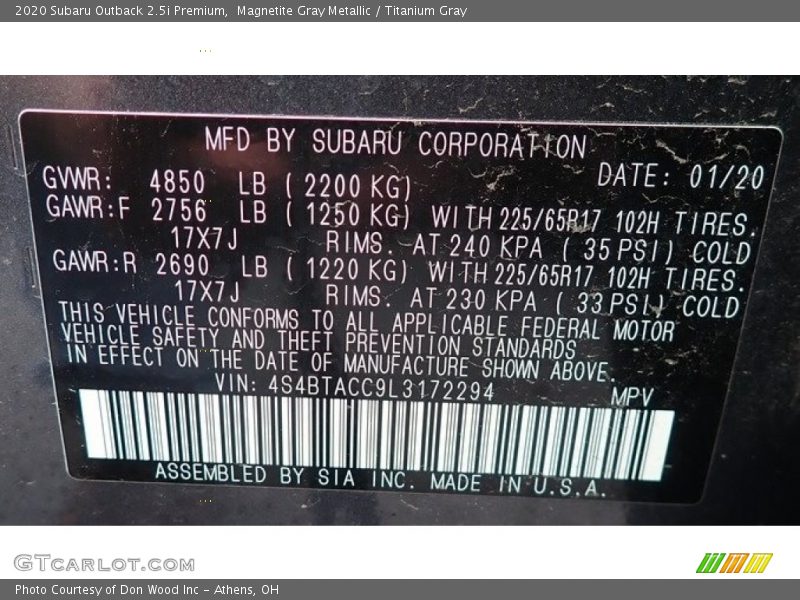 2020 Subaru Outback 2.5i Premium,  Magnetite Gray Metallic / Titanium Gray
MFD BY SUBARU CORPORATION
GVWR: 4850 LB ( 2200 KG) DATE: 01/20
GAWR:F 2756 LB ( 1250 KG) WITH 225/65R17 102H TIRES.
17X7J RIMS. AT 240 KPA ( 35 PSI) COLD
GAWR:R 2690 LB ( 1220 KG) WITH 225/65R17 102H TIRES.
17X7J RIMS. AT 230 KPA ( 33 PSI) COLD
THIS VEHICLE CONFORMS TO ALL APPLICABLE FEDERAL MOTOR
VEHICLE SAFETY AND THEFT PREVENTION STANDARDS
IN EFFECT ON THE DATE OF MANUFACTURE SHOWN ABOVE.
VIN: 4S4BTACC9L3172294 MPV
ASSEMBLED BY SIA INC. MADE IN U.S.A.
GTCARLOT.COM
Photo Courtesy of Don Wood Inc - Athens, OH